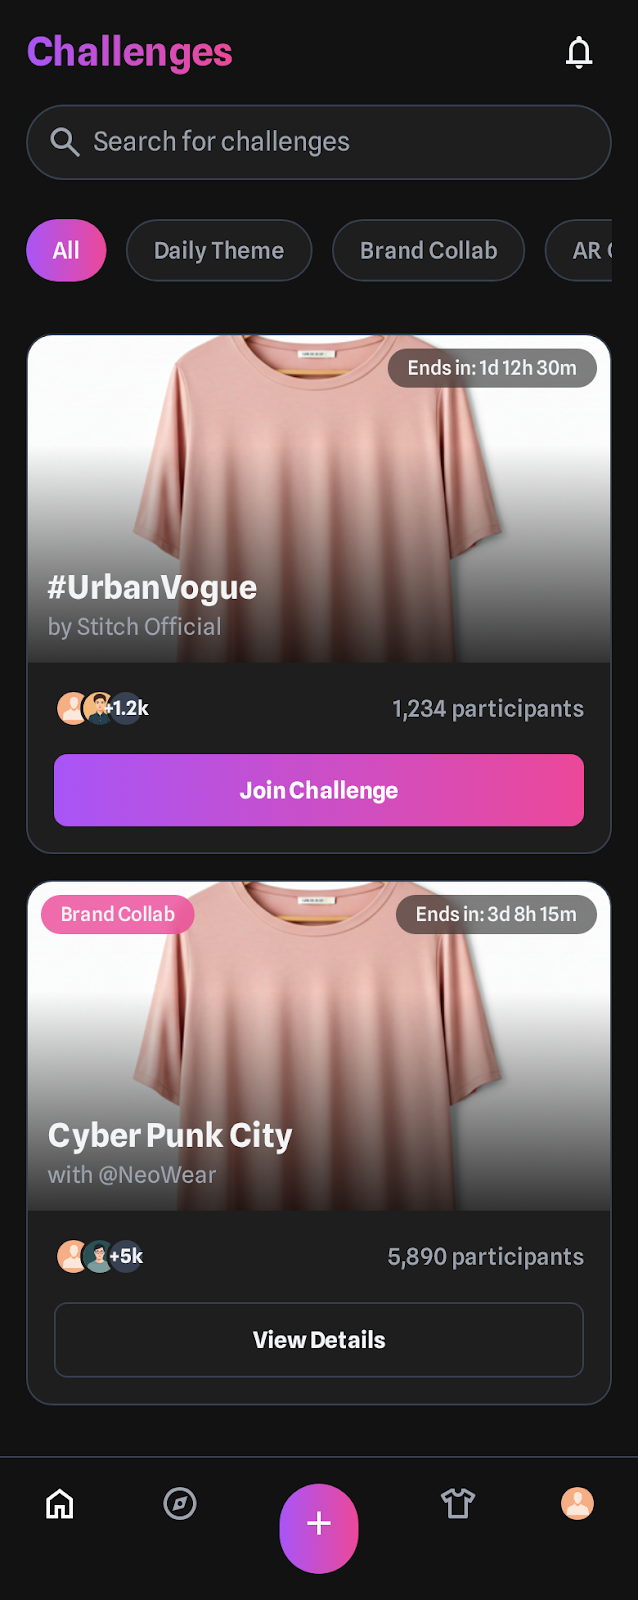 Challenges
Search for challenges
All
Daily Theme
Brand Collab
AR
Ends in: 1d 12h 30m
#UrbanVogue
by Stitch Official
+1.2k
1,234 participants
Join Challenge
Brand Collab
Ends in: 3d 8h 15m
Cyber Punk City
with @NeoWear
+5k
5,890 participants
View Details
+